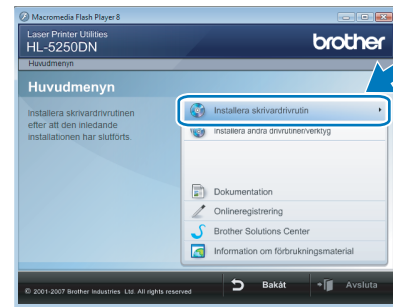 Macromedia Flash Player 8
Laser Printer Utilities
HL-5250DN
brother
Huvudmenyn
Huvudmenyn
Installera skrivardrivrutinen
efter att den inledande
installationen har slutförts.
Installera skrivardrivrutin
Installera andra drivrutiner/verktyg
Dokumentation
Onlineregistrering
Brother Solutions Center
Information om förbrukningsmaterial
© 2001-2007 Brother Industries Ltd. All rights reserved
Bakåt
Avsluta